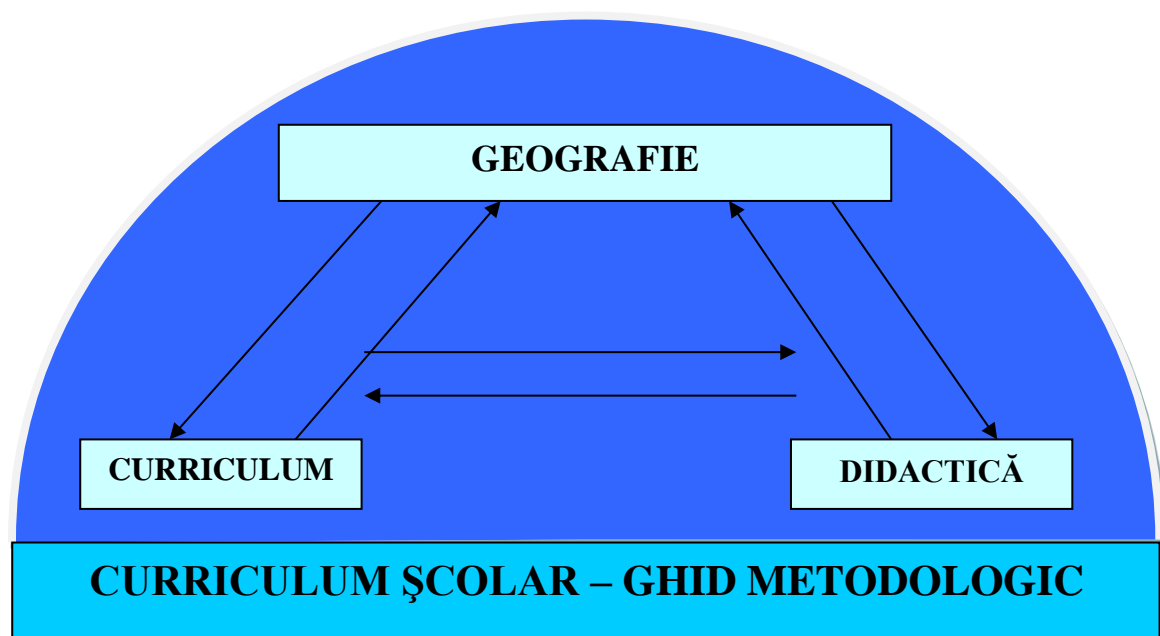 GEOGRAFIE
CURRICULUM
DIDACTICĂ
CURRICULUM ŞCOLAR – GHID METODOLOGIC